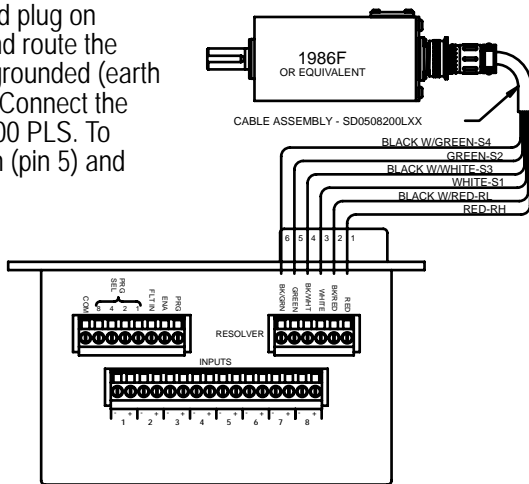 d plug on
nd route the
grounded (earth
Connect the
00 PLS. To
n (pin 5) and
1986F
OR EQUIVALENT
CABLE ASSEMBLY - SD0508200LXX
BLACK W/GREEN-S4
GREEN-S2
BLACK W/WHITE-S3
WHITE-S1
BLACK W/RED-RL
RED-RH
6 5 4 3 2 1
BK/GRN GREEN BK/WHT WHITE BK/RED RED
PRG SEL
COM 8 4 2 1 FLT IN ENA PRG
RESOLVER
INPUTS
- + - + - + - + - + - + - + - +
1 2 3 4 5 6 7 8